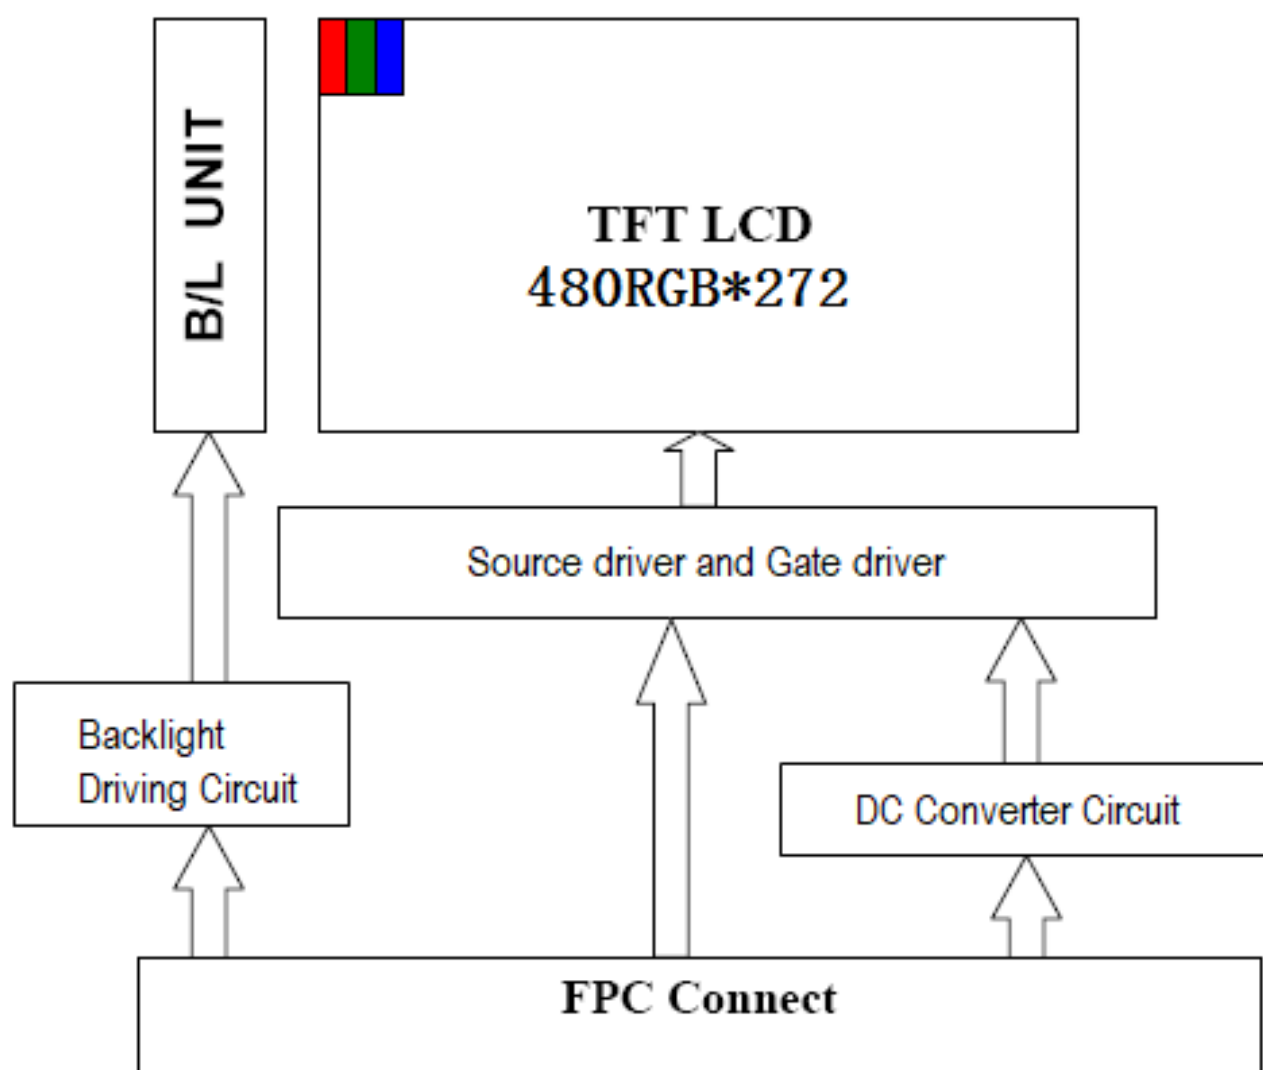 B/L UNIT
TFT LCD
480RGB*272
Source driver and Gate driver
Backlight
Driving Circuit
DC Converter Circuit
FPC Connect